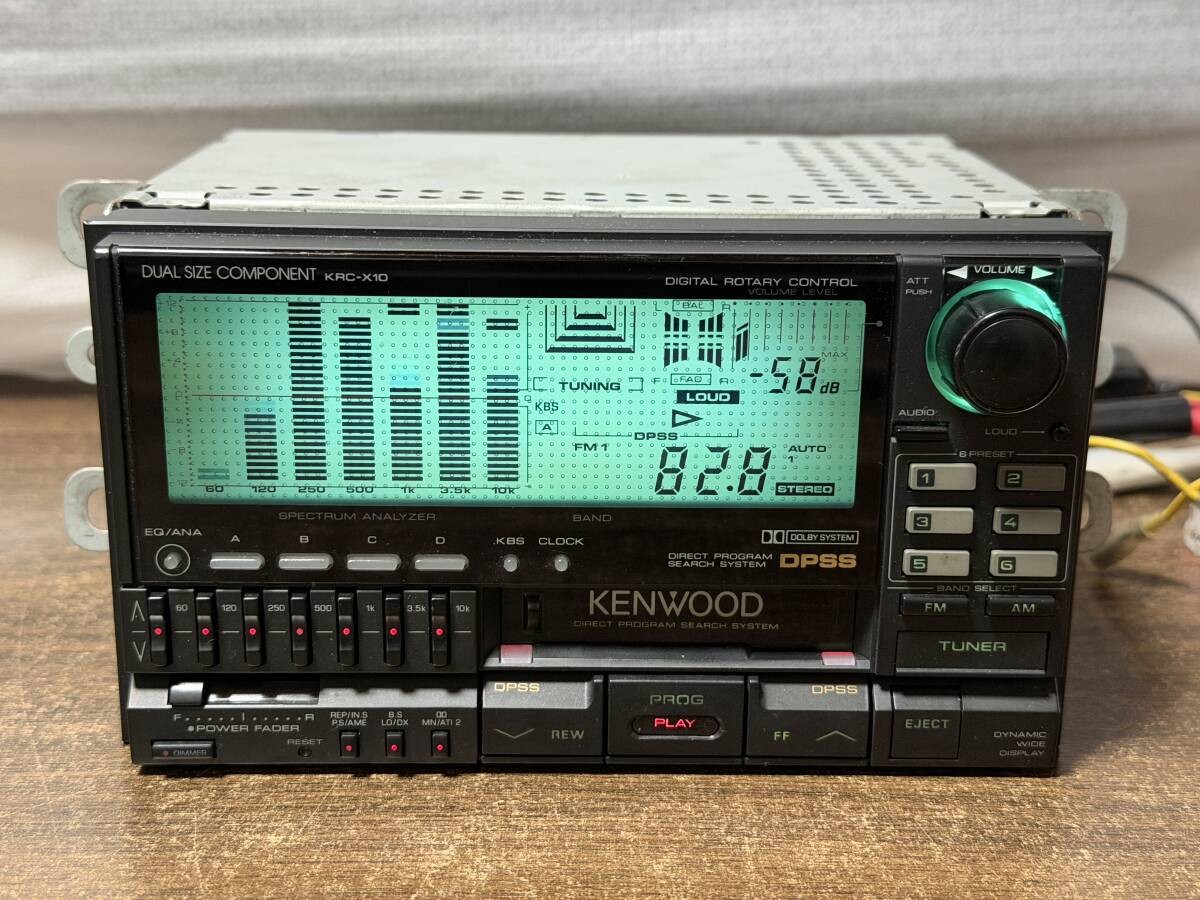 DUAL SIZE COMPONENT KRC-X1D
DIGITAL ROTARY CONTROL
VOLUME LEVEL
ATT
PUSH
VOLUME
BAL R
MAX
-58 dB
TUNING
F FAD R
LOUD
KBS
A
DPSS
FM 1
82.8
AUTO
1
STEREO
60 120 250 500 1k 3.5k 10k
SPECTRUM ANALYZER
BAND
AUDIO
LOUD
6 PRESET
1 2
3 4
5 6
BAND SELECT
FM AM
TUNER
EQ/ANA A B C D .KBS CLOCK
DOLBY SYSTEM
DIRECT PROGRAM
SEARCH SYSTEM DPSS
60 120 250 500 1k 3.5k 10k
KENWOOD
DIRECT PROGRAM SEARCH SYSTEM
F R
POWER FADER
DIMMER
RESET
REP/IN.S
P.S/AME
B.S
LO/DX
MN/ATI 2
DPSS
REW
PROG
PLAY
DPSS
FF
EJECT
DYNAMIC
WIDE
DISPLAY